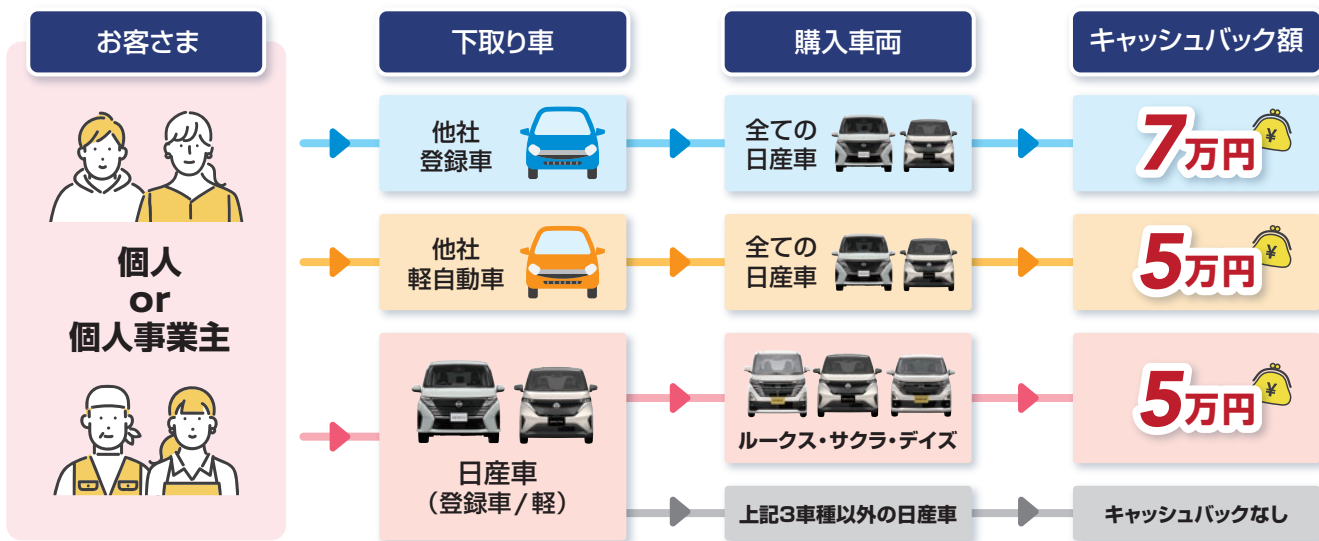 お客さま
下取り車
購入車両
キャッシュバック額
個人
or
個人事業主
他社
登録車
全ての
日産車
7万円
¥
他社
軽自動車
全ての
日産車
5万円
¥
日産車
(登録車/軽)
ルークス・サクラ・デイズ
5万円
¥
上記3車種以外の日産車
キャッシュバックなし